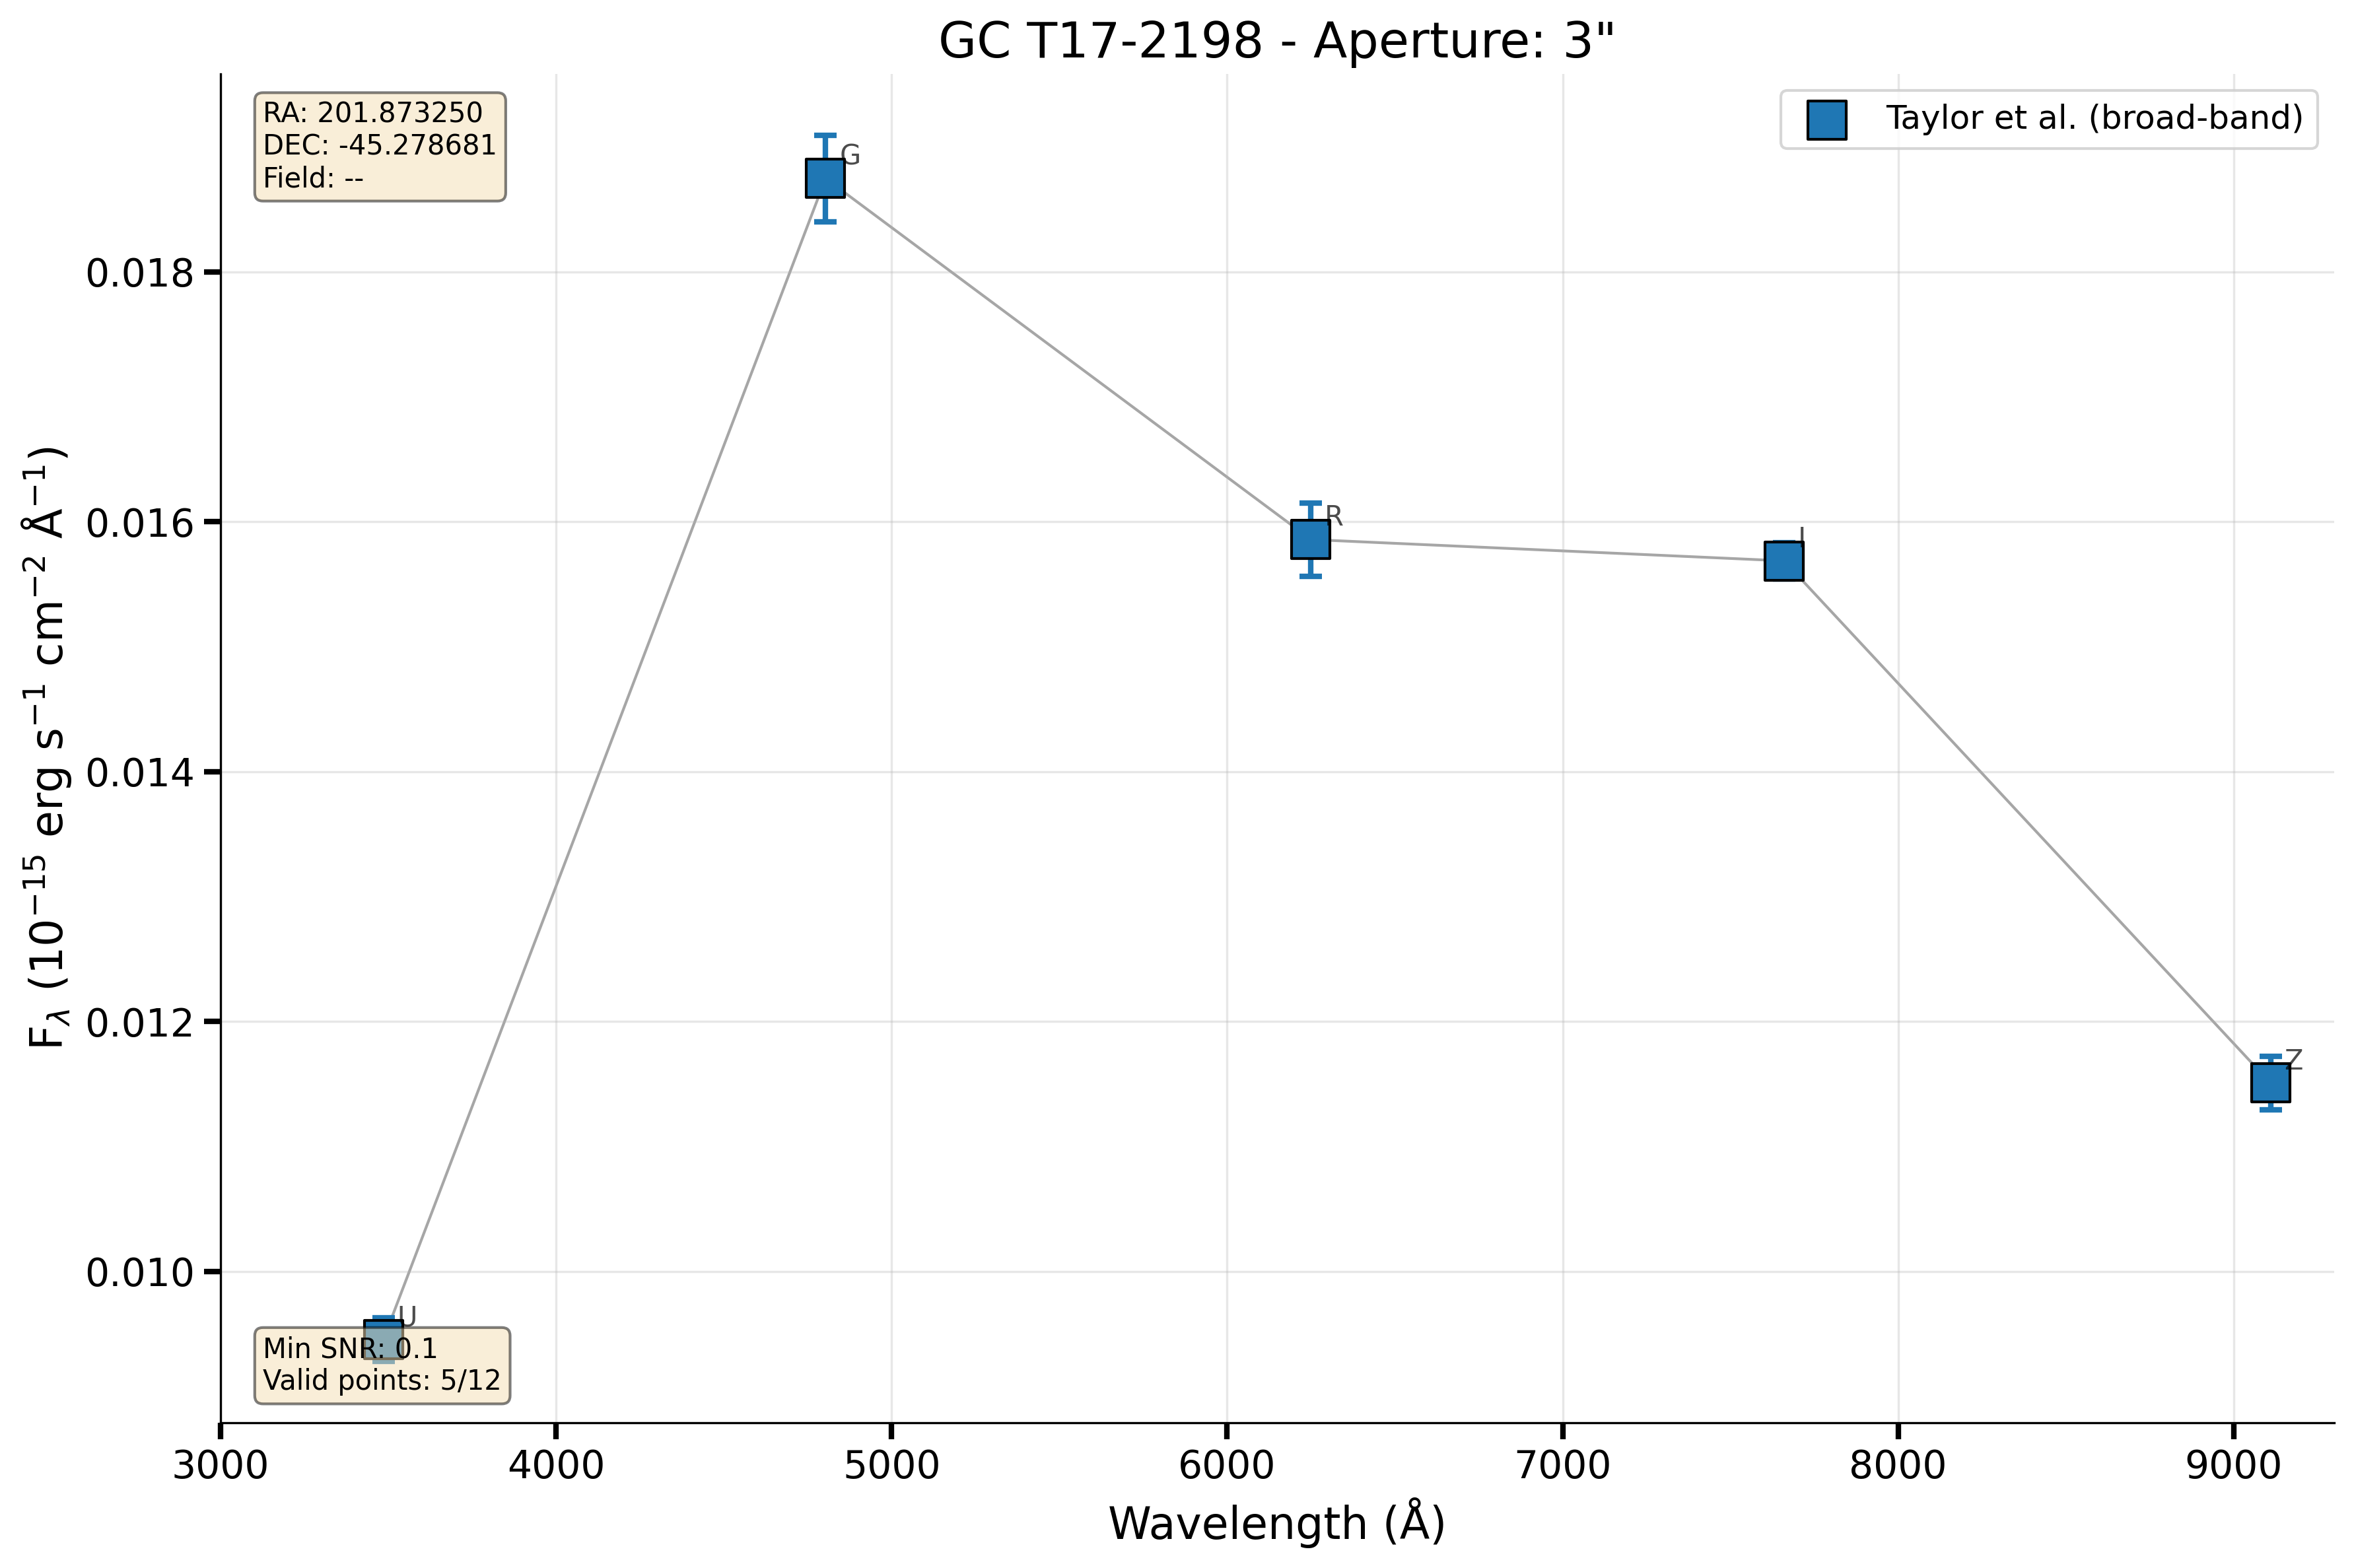 GC T17-2198 - Aperture: 3"
RA: 201.873250
DEC: -45.278681
Field: --
Taylor et al. (broad-band)
G
R
I
Z
U
Min SNR: 0.1
Valid points: 5/12
0.018
0.016
0.014
0.012
0.010
F_λ (10⁻¹⁵ erg s⁻¹ cm⁻² Å⁻¹)
3000 4000 5000 6000 7000 8000 9000
Wavelength (Å)